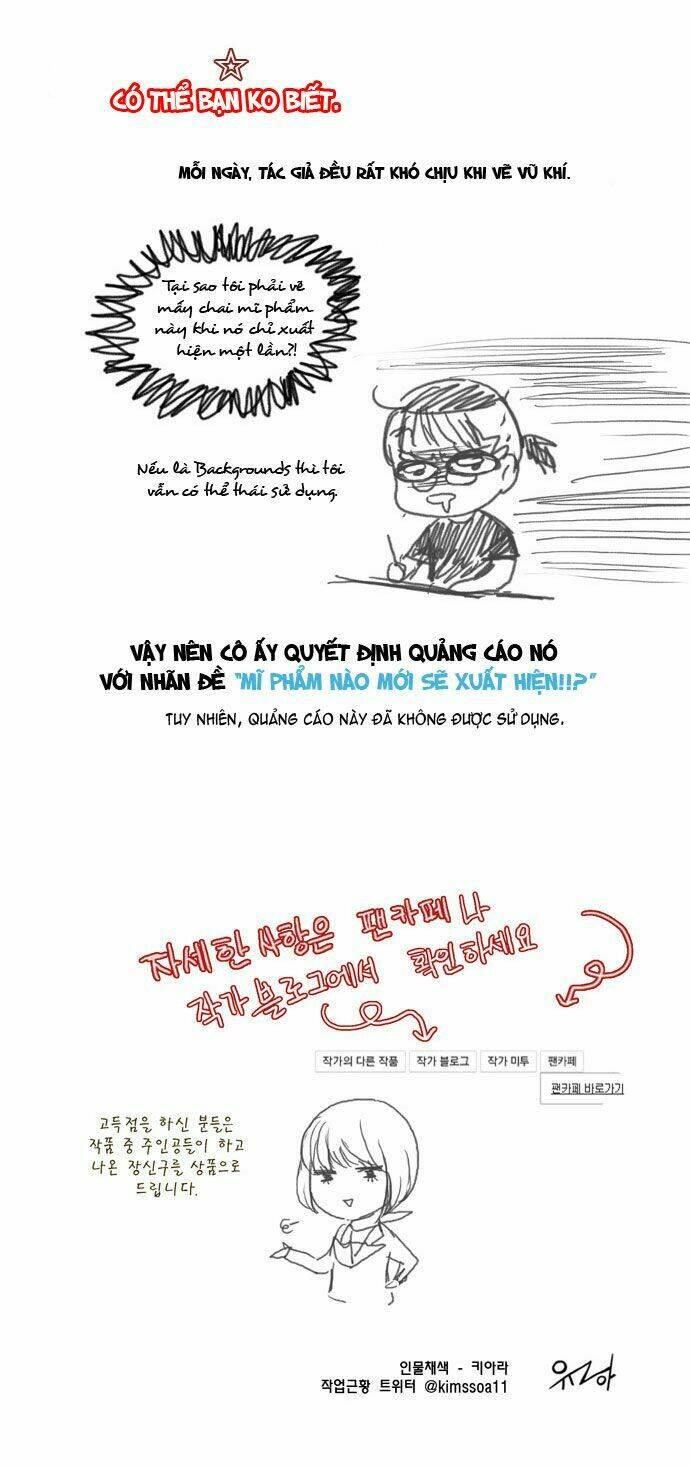 CÓ THỂ BẠN KO BIẾT.
MỖI NGÀY, TÁC GIẢ ĐỀU RẤT KHÓ CHỊU KHI VẼ VŨ KHÍ.
Tại sao tôi phải vẽ
mấy chai mĩ phẩm
này khi nó chỉ xuất
hiện một lần?!
Nếu là Backgrounds thì tôi
vẫn có thể thái sử dụng.
VẬY NÊN CÔ ẤY QUYẾT ĐỊNH QUẢNG CÁO NÓ
VỚI NHÃN ĐỀ "MĨ PHẨM NÀO MỚI SẼ XUẤT HIỆN!!?"
TUY NHIÊN, QUẢNG CÁO NÀY ĐÃ KHÔNG ĐƯỢC SỬ DỤNG.
자세한 사항은 팬카페나
작가블로그에서 확인하세요
작가의 다른 작품 작가 블로그 작가 미투 팬카페
팬카페 바로가기
고득점을 하신 분들은
작품 중 주인공들이 하고
나온 장신구를 상품으로
드립니다.
인물채색 - 키아라
작업근황 트위터 @kimssoa11